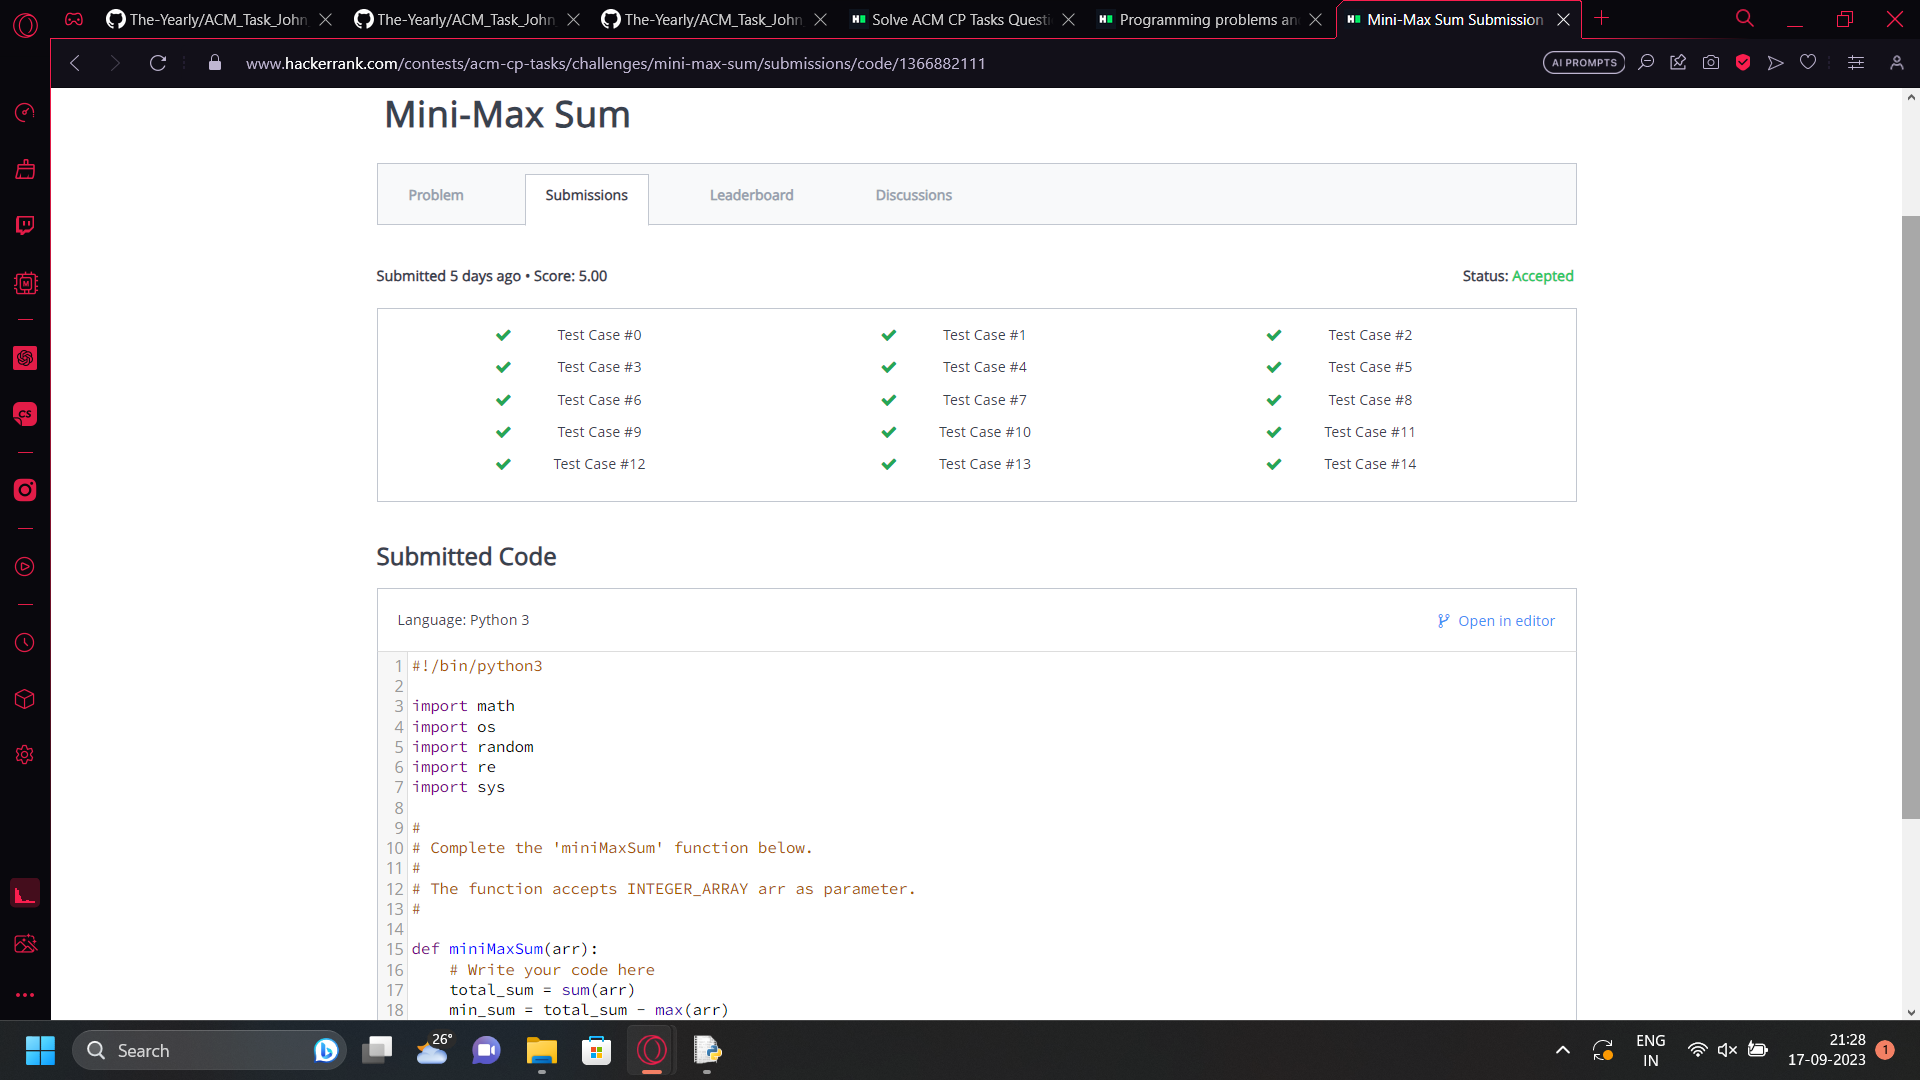 The-Yearly/ACM_Task_John
The-Yearly/ACM_Task_John
The-Yearly/ACM_Task_John
Solve ACM CP Tasks Questi
Programming problems an
Mini-Max Sum Submission
www.hackerrank.com/contests/acm-cp-tasks/challenges/mini-max-sum/submissions/code/1366882111
AI PROMPTS
Mini-Max Sum
Problem
Submissions
Leaderboard
Discussions
Submitted 5 days ago • Score: 5.00
Status: Accepted
Test Case #0
Test Case #1
Test Case #2
Test Case #3
Test Case #4
Test Case #5
Test Case #6
Test Case #7
Test Case #8
Test Case #9
Test Case #10
Test Case #11
Test Case #12
Test Case #13
Test Case #14
Submitted Code
Language: Python 3
Open in editor
1 #!/bin/python3
2
3 import math
4 import os
5 import random
6 import re
7 import sys
8
9 #
10 # Complete the 'miniMaxSum' function below.
11 #
12 # The function accepts INTEGER_ARRAY arr as parameter.
13 #
14
15 def miniMaxSum(arr):
16     # Write your code here
17     total_sum = sum(arr)
18     min_sum = total_sum - max(arr)
CS
Search
26°
ENG
IN
21:28
17-09-2023
1